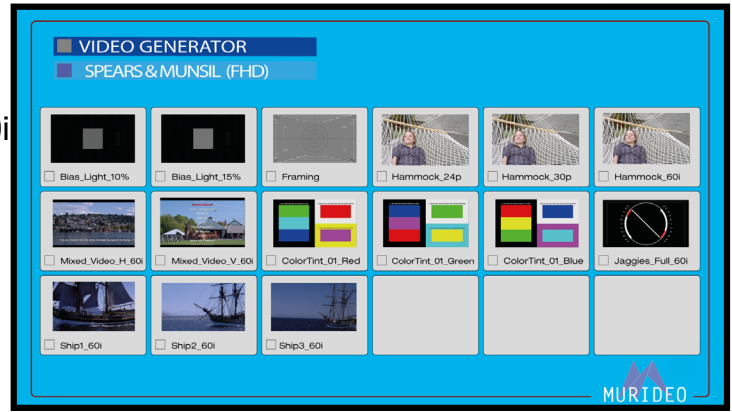 VIDEO GENERATOR
SPEARS & MUNSIL (FHD)
Bias_Light_10%
Bias_Light_15%
Framing
Hammock_24p
Hammock_30p
Hammock_60i
Mixed_Video_H_60i
Mixed_Video_V_60i
ColorTint_01_Red
ColorTint_01_Green
ColorTint_01_Blue
Jaggies_Full_60i
Ship1_60i
Ship2_60i
Ship3_60i
MURIDEO